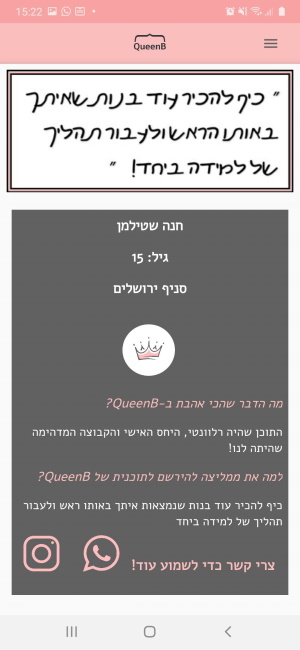 15:22
QueenB
" כיף להכיר עוד בנות שאיתך
באותו הראש ולעבור תהליך
של למידה ביחד! "
חנה שטילמן
גיל: 15
סניף ירושלים
מה הדבר שהכי אהבת ב-QueenB?
התוכן שהיה רלוונטי, היחס האישי והקבוצה המדהימה
שהיתה לנו!
למה את ממליצה להירשם לתוכנית של QueenB?
כיף להכיר עוד בנות שנמצאות איתך באותו ראש ולעבור
תהליך של למידה ביחד
צרי קשר כדי לשמוע עוד!